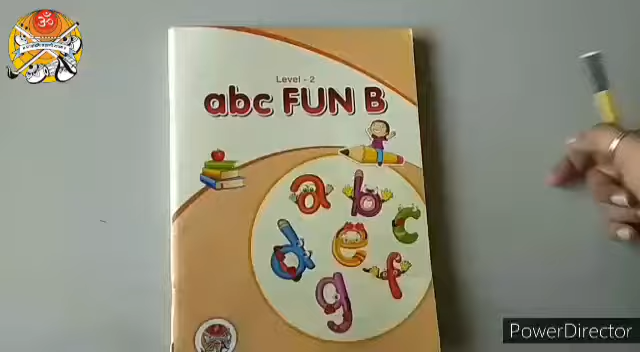 ॐ
Level - 2
abc FUN B
a b c
d e f
g
PowerDirector